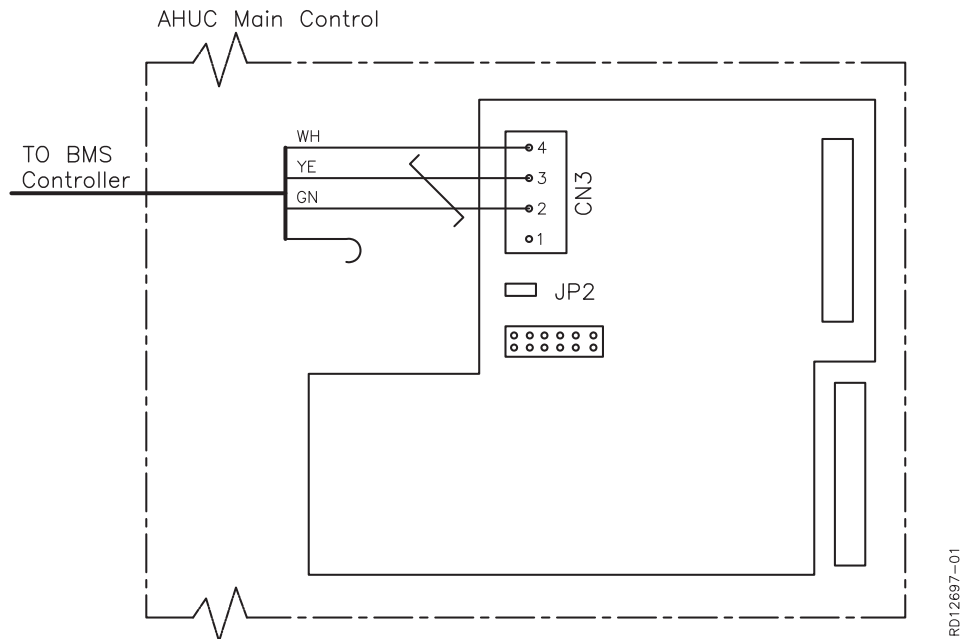 AHUC Main Control
TO BMS
Controller
WH
YE
GN
4
3
2
1
CN3
JP2
RD12697-01